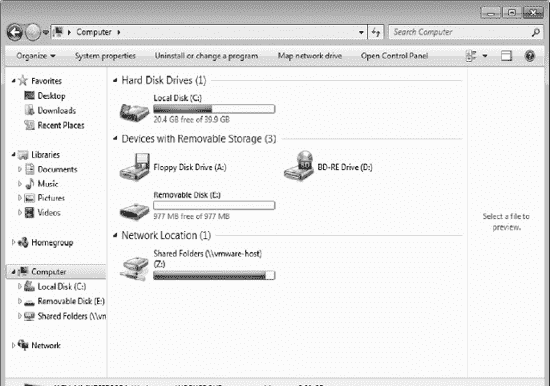 Computer
Search Computer
Organize System properties Uninstall or change a program Map network drive Open Control Panel
Favorites
Desktop
Downloads
Recent Places
Libraries
Documents
Music
Pictures
Videos
Homegroup
Computer
Local Disk (C:)
Removable Disk (E:)
Shared Folders (\\vm
Network
Hard Disk Drives (1)
Local Disk (C:)
20.4 GB free of 39.9 GB
Devices with Removable Storage (3)
Floppy Disk Drive (A:)
BD-RE Drive (D:)
Removable Disk (E:)
977 MB free of 977 MB
Network Location (1)
Shared Folders (\\vmware-host)
(Z:)
Select a file to
preview.